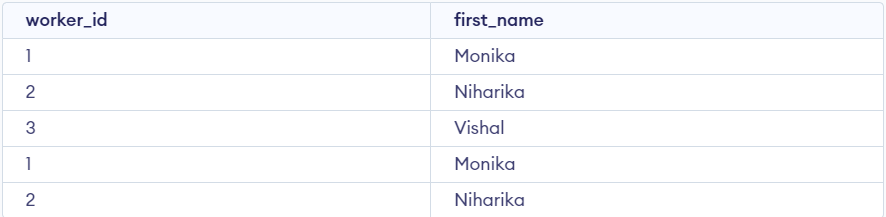 worker_id first_name
1 Monika
2 Niharika
3 Vishal
1 Monika
2 Niharika